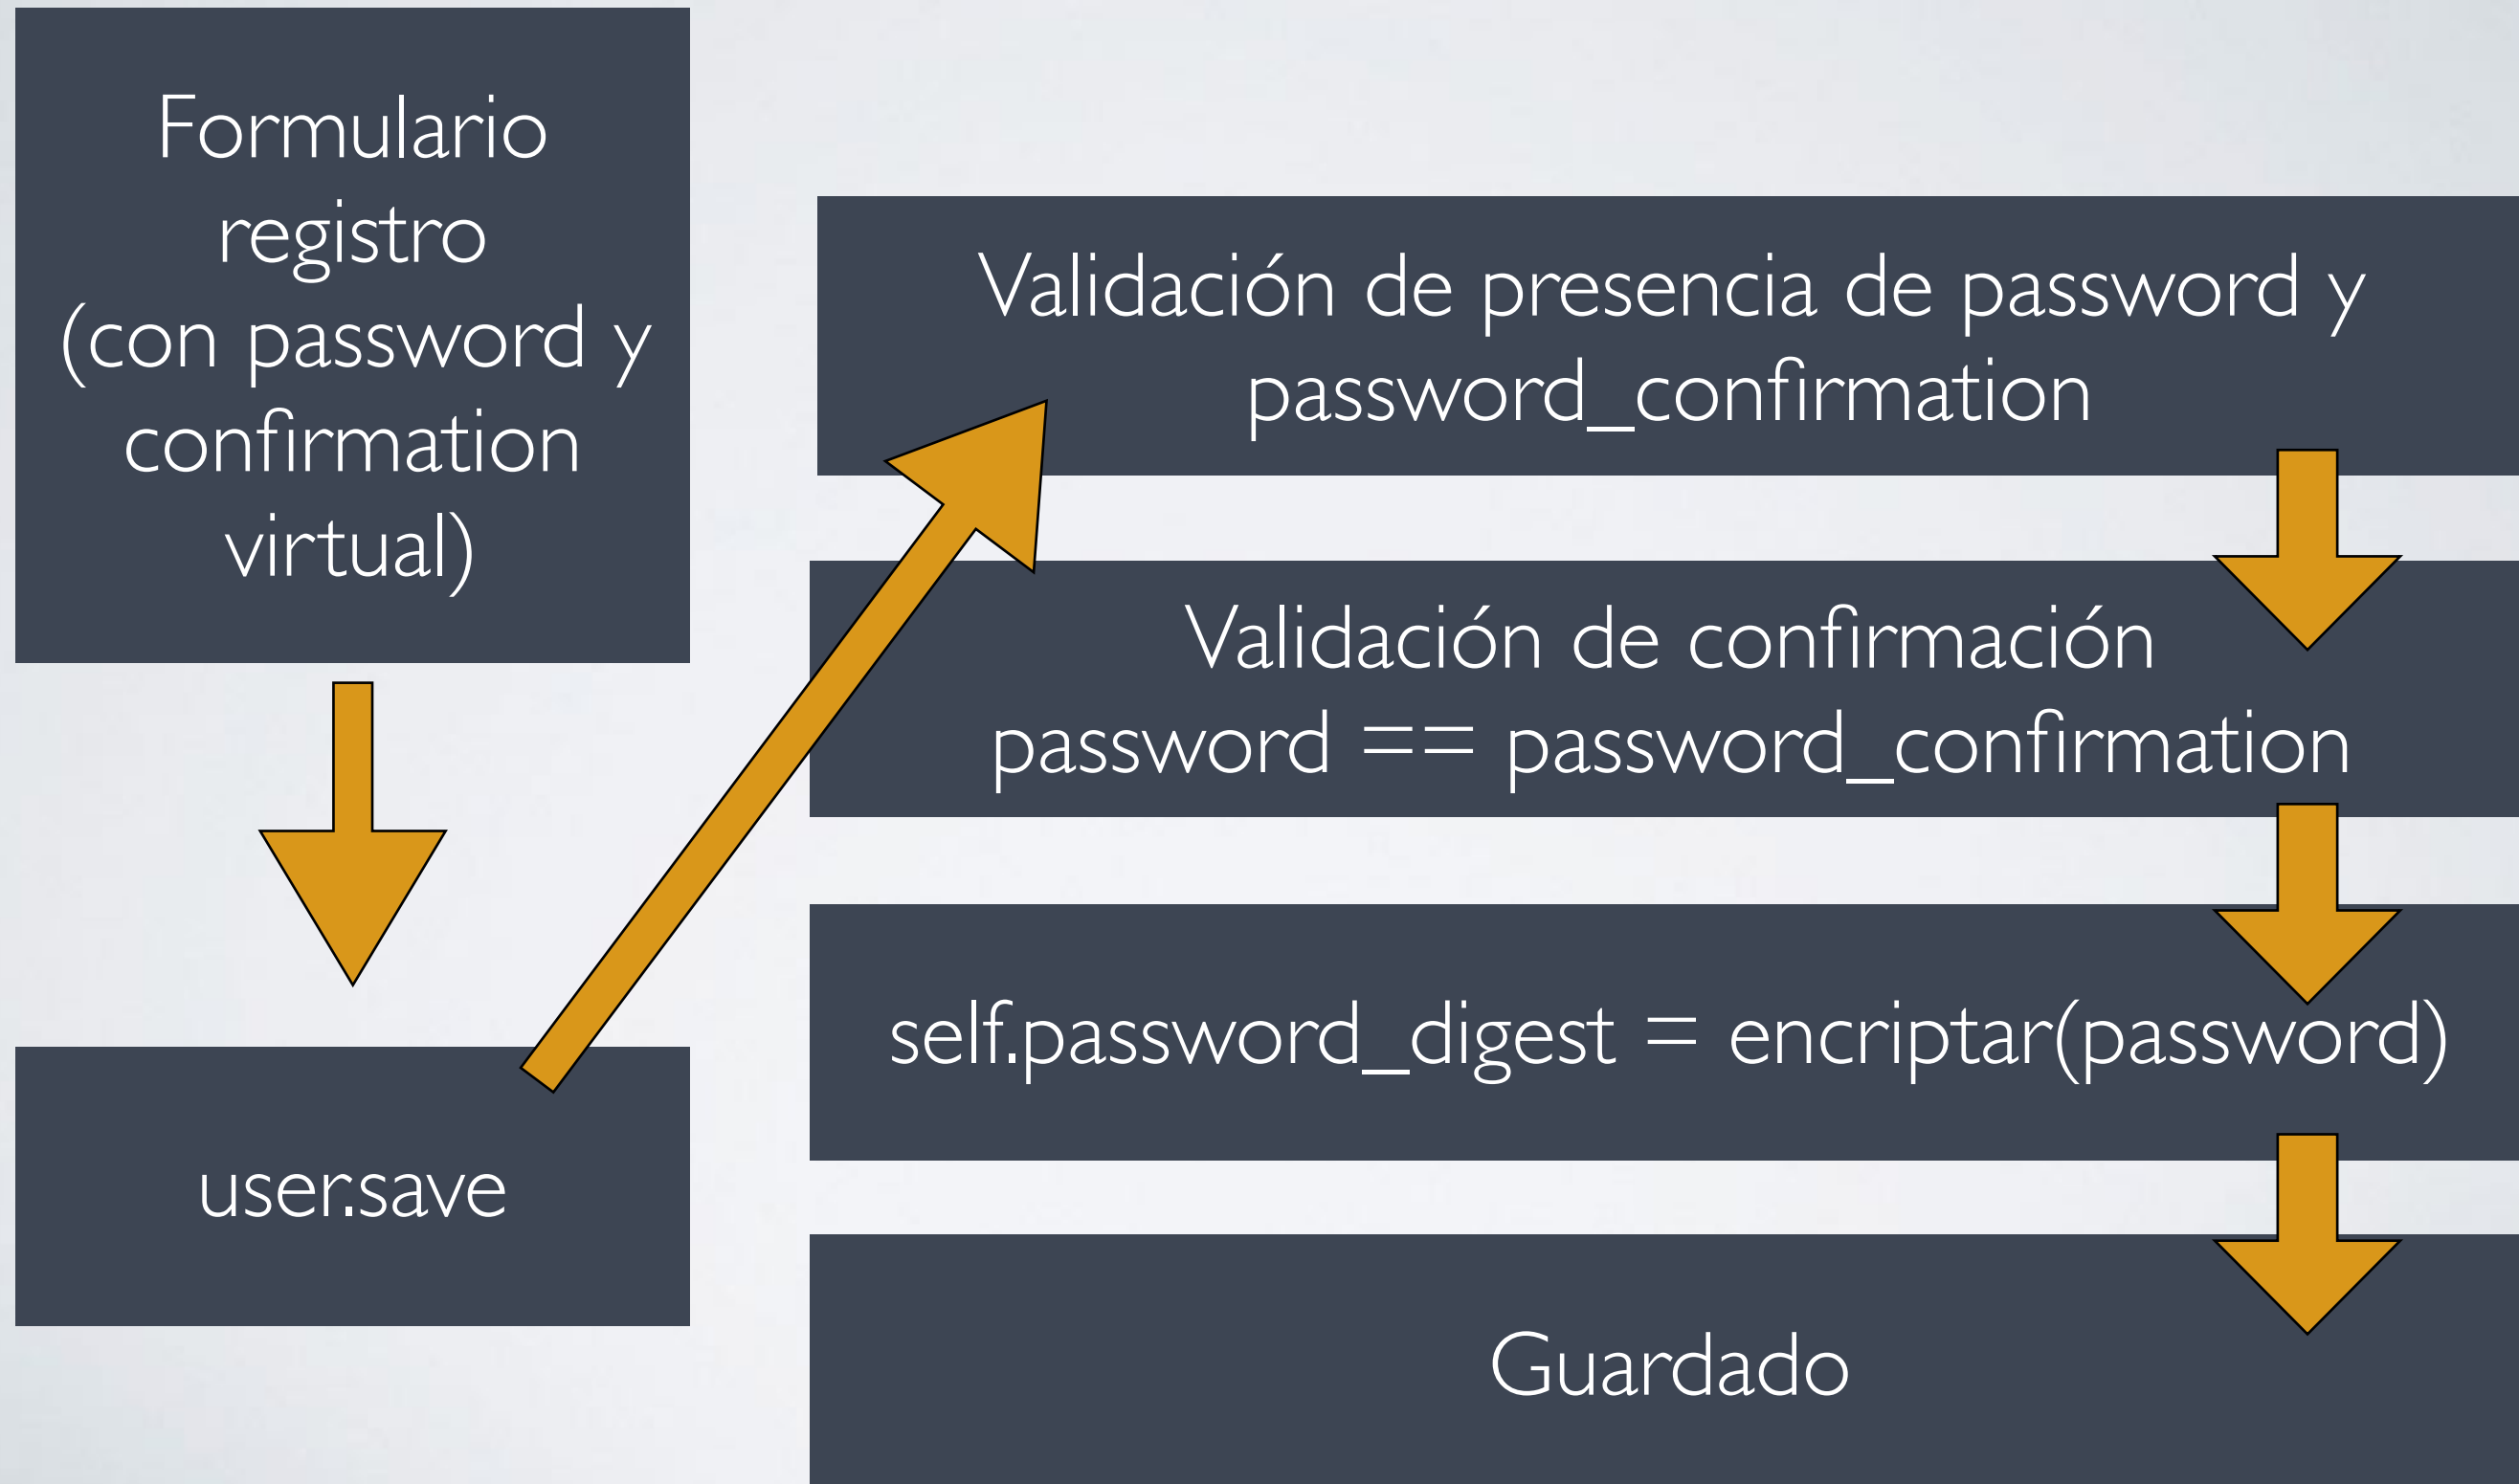 Formulario
registro
(con password y
confirmation
virtual)
user.save
Validación de presencia de password y
password_confirmation
Validación de confirmación
password == password_confirmation
self.password_digest = encriptar(password)
Guardado